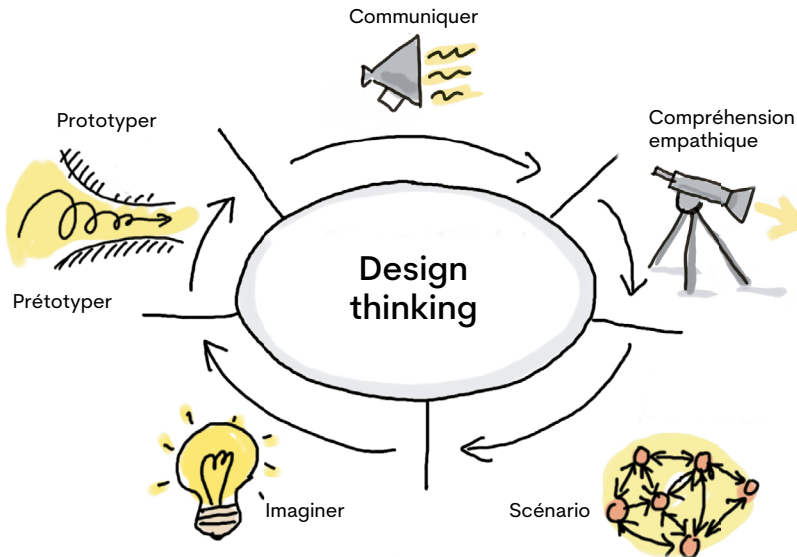 Communiquer
Compréhension
empathique
Prototyper
Prétotyper
Design
thinking
Imaginer
Scénario